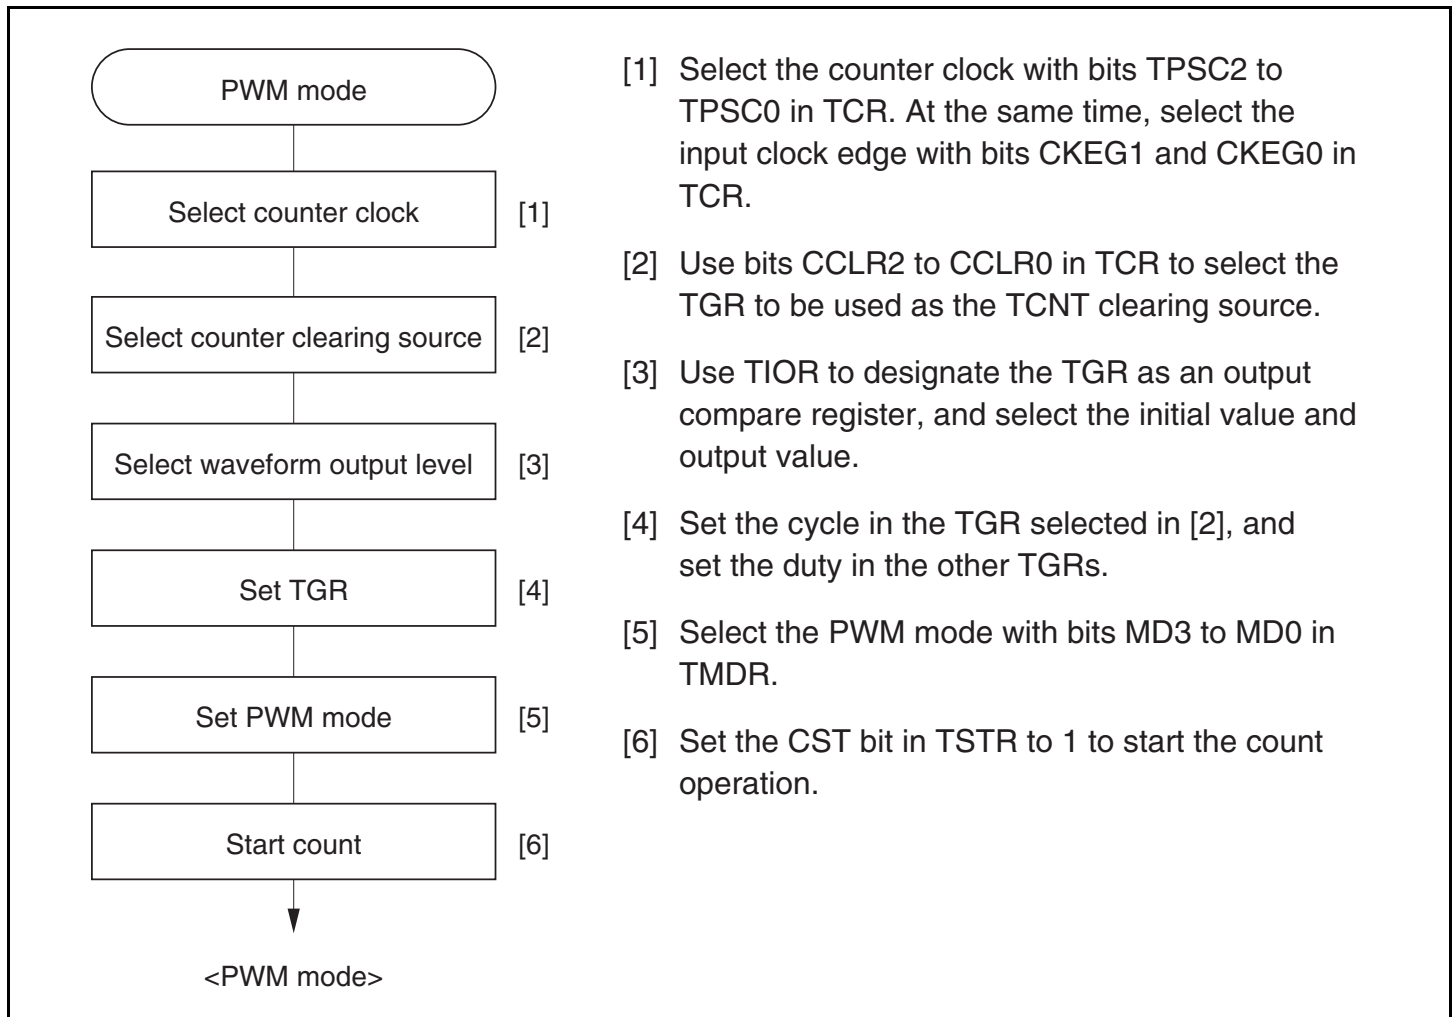 PWM mode
Select counter clock [1]
Select counter clearing source [2]
Select waveform output level [3]
Set TGR [4]
Set PWM mode [5]
Start count [6]
<PWM mode>
[1] Select the counter clock with bits TPSC2 to
TPSC0 in TCR. At the same time, select the
input clock edge with bits CKEG1 and CKEG0 in
TCR.
[2] Use bits CCLR2 to CCLR0 in TCR to select the
TGR to be used as the TCNT clearing source.
[3] Use TIOR to designate the TGR as an output
compare register, and select the initial value and
output value.
[4] Set the cycle in the TGR selected in [2], and
set the duty in the other TGRs.
[5] Select the PWM mode with bits MD3 to MD0 in
TMDR.
[6] Set the CST bit in TSTR to 1 to start the count
operation.